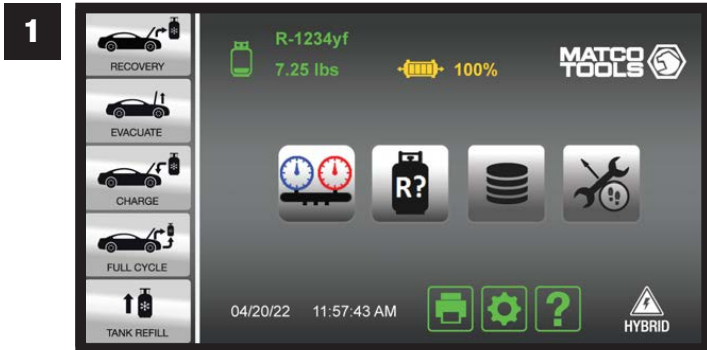 1
RECOVERY
EVACUATE
CHARGE
FULL CYCLE
TANK REFILL
R-1234yf
7.25 lbs
100%
MATCO
TOOLS
R?
04/20/22 11:57:43 AM
?
HYBRID